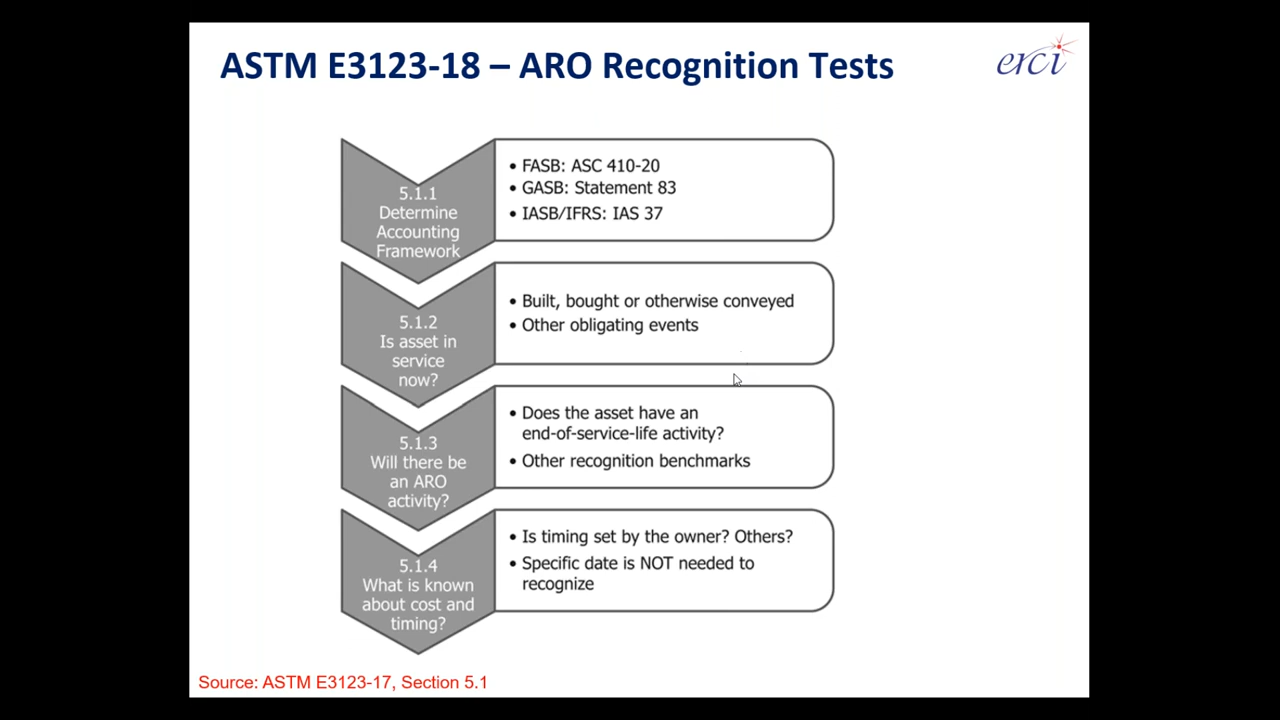 ASTM E3123-18 – ARO Recognition Tests
erci
5.1.1
Determine
Accounting
Framework
• FASB: ASC 410-20
• GASB: Statement 83
• IASB/IFRS: IAS 37
5.1.2
Is asset in
service
now?
• Built, bought or otherwise conveyed
• Other obligating events
5.1.3
Will there be
an ARO
activity?
• Does the asset have an
end-of-service-life activity?
• Other recognition benchmarks
5.1.4
What is known
about cost and
timing?
• Is timing set by the owner? Others?
• Specific date is NOT needed to
recognize
Source: ASTM E3123-17, Section 5.1